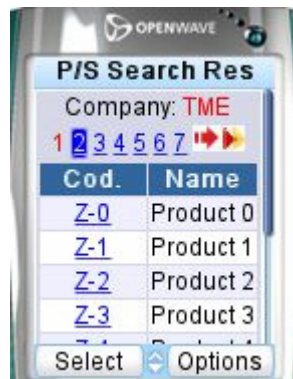 OPENWAVE
P/S Search Res
Company: TME
1 2 3 4 5 6 7
Cod. Name
Z-0 Product 0
Z-1 Product 1
Z-2 Product 2
Z-3 Product 3
Select Options